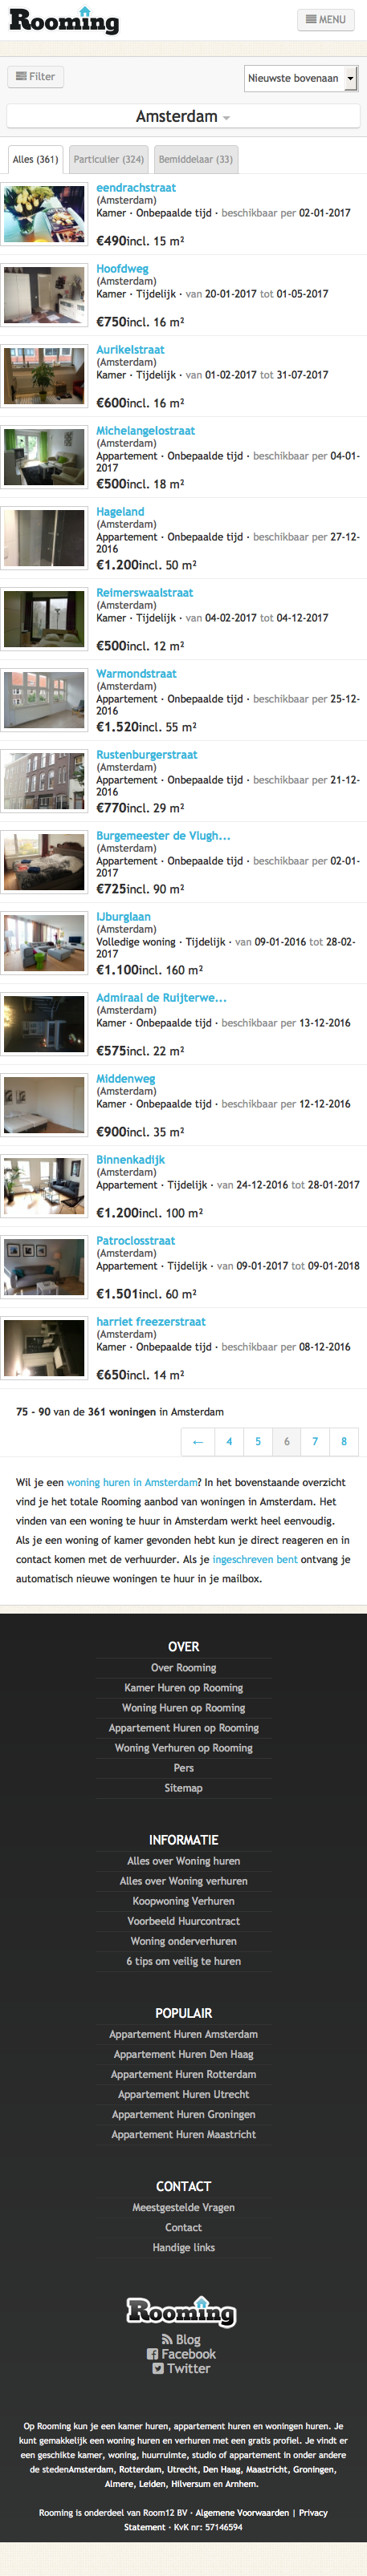 Rooming
MENU
Filter
Nieuwste bovenaan
Amsterdam
Alles (361)
Particulier (324)
Bemiddelaar (33)
eendrachstraat
(Amsterdam)
Kamer · Onbepaalde tijd · beschikbaar per 02-01-2017
€490incl. 15 m²
Hoofdweg
(Amsterdam)
Kamer · Tijdelijk · van 20-01-2017 tot 01-05-2017
€750incl. 16 m²
Aurikelstraat
(Amsterdam)
Kamer · Tijdelijk · van 01-02-2017 tot 31-07-2017
€600incl. 16 m²
Michelangelostraat
(Amsterdam)
Appartement · Onbepaalde tijd · beschikbaar per 04-01-
2017
€500incl. 18 m²
Hageland
(Amsterdam)
Appartement · Onbepaalde tijd · beschikbaar per 27-12-
2016
€1.200incl. 50 m²
Reimerswaalstraat
(Amsterdam)
Kamer · Tijdelijk · van 04-02-2017 tot 04-12-2017
€500incl. 12 m²
Warmondstraat
(Amsterdam)
Appartement · Onbepaalde tijd · beschikbaar per 25-12-
2016
€1.520incl. 55 m²
Rustenburgerstraat
(Amsterdam)
Appartement · Onbepaalde tijd · beschikbaar per 21-12-
2016
€770incl. 29 m²
Burgemeester de Vlugh...
(Amsterdam)
Appartement · Onbepaalde tijd · beschikbaar per 02-01-
2017
€725incl. 90 m²
IJburglaan
(Amsterdam)
Volledige woning · Tijdelijk · van 09-01-2016 tot 28-02-
2017
€1.100incl. 160 m²
Admiraal de Ruijterwe...
(Amsterdam)
Kamer · Onbepaalde tijd · beschikbaar per 13-12-2016
€575incl. 22 m²
Middenweg
(Amsterdam)
Kamer · Onbepaalde tijd · beschikbaar per 12-12-2016
€900incl. 35 m²
Binnenkadijk
(Amsterdam)
Appartement · Tijdelijk · van 24-12-2016 tot 28-01-2017
€1.200incl. 100 m²
Patroclosstraat
(Amsterdam)
Appartement · Tijdelijk · van 09-01-2017 tot 09-01-2018
€1.501incl. 60 m²
harriet freezerstraat
(Amsterdam)
Kamer · Onbepaalde tijd · beschikbaar per 08-12-2016
€650incl. 14 m²
75 - 90 van de 361 woningen in Amsterdam
← 4 5 6 7 8
Wil je een woning huren in Amsterdam? In het bovenstaande overzicht
vind je het totale Rooming aanbod van woningen in Amsterdam. Het
vinden van een woning te huur in Amsterdam werkt heel eenvoudig.
Als je een woning of kamer gevonden hebt kun je direct reageren en in
contact komen met de verhuurder. Als je ingeschreven bent ontvang je
automatisch nieuwe woningen te huur in je mailbox.
OVER
Over Rooming
Kamer Huren op Rooming
Woning Huren op Rooming
Appartement Huren op Rooming
Woning Verhuren op Rooming
Pers
Sitemap
INFORMATIE
Alles over Woning huren
Alles over Woning verhuren
Koopwoning Verhuren
Voorbeeld Huurcontract
Woning onderverhuren
6 tips om veilig te huren
POPULAIR
Appartement Huren Amsterdam
Appartement Huren Den Haag
Appartement Huren Rotterdam
Appartement Huren Utrecht
Appartement Huren Groningen
Appartement Huren Maastricht
CONTACT
Meestgestelde Vragen
Contact
Handige links
Rooming
Blog
Facebook
Twitter
Op Rooming kun je een kamer huren, appartement huren en woningen huren. Je
kunt gemakkelijk een woning huren en verhuren met een gratis profiel. Je vindt er
een geschikte kamer, woning, huurruimte, studio of appartement in onder andere
de stedenAmsterdam, Rotterdam, Utrecht, Den Haag, Maastricht, Groningen,
Almere, Leiden, Hilversum en Arnhem.
Rooming is onderdeel van Room12 BV · Algemene Voorwaarden | Privacy
Statement · KvK nr: 57146594